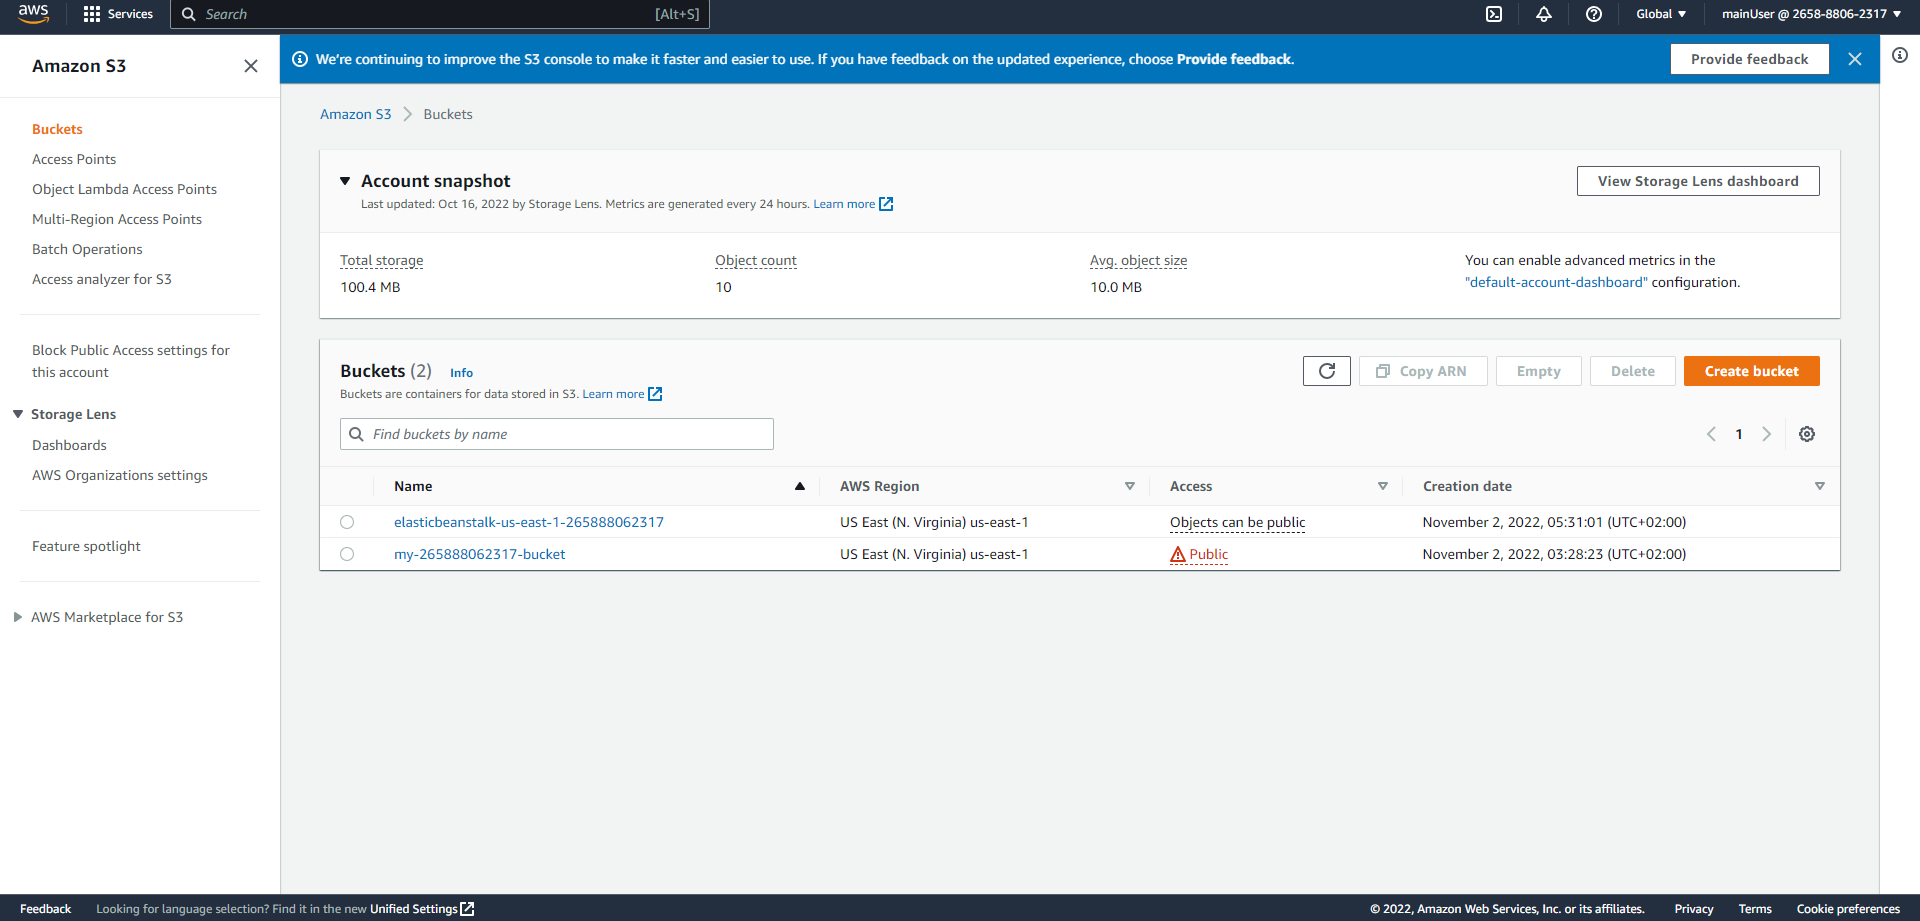 aws
Services
Search
[Alt+S]
Global
mainUser @ 2658-8806-2317
Amazon S3
We're continuing to improve the S3 console to make it faster and easier to use. If you have feedback on the updated experience, choose Provide feedback.
Provide feedback
Buckets
Access Points
Object Lambda Access Points
Multi-Region Access Points
Batch Operations
Access analyzer for S3
Block Public Access settings for
this account
Storage Lens
Dashboards
AWS Organizations settings
Feature spotlight
AWS Marketplace for S3
Amazon S3
Buckets
Account snapshot
Last updated: Oct 16, 2022 by Storage Lens. Metrics are generated every 24 hours. Learn more
View Storage Lens dashboard
Total storage
100.4 MB
Object count
10
Avg. object size
10.0 MB
You can enable advanced metrics in the
"default-account-dashboard" configuration.
Buckets (2) Info
Buckets are containers for data stored in S3. Learn more
Copy ARN
Empty
Delete
Create bucket
Find buckets by name
1
Name AWS Region Access Creation date
elasticbeanstalk-us-east-1-265888062317 US East (N. Virginia) us-east-1 Objects can be public November 2, 2022, 05:31:01 (UTC+02:00)
my-265888062317-bucket US East (N. Virginia) us-east-1 Public November 2, 2022, 03:28:23 (UTC+02:00)
Feedback Looking for language selection? Find it in the new Unified Settings © 2022, Amazon Web Services, Inc. or its affiliates. Privacy Terms Cookie preferences